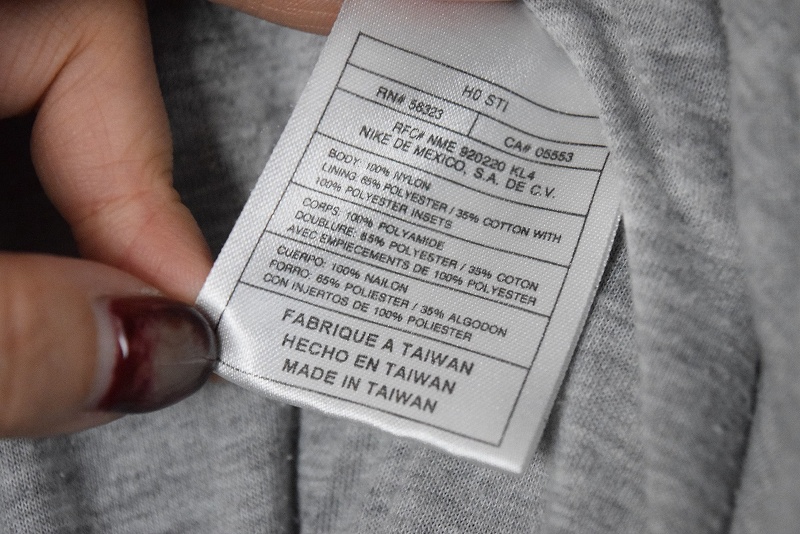 H0 STI
RN# 56323 CA# 05553
RFC# NME 920220 KL4
NIKE DE MEXICO, S.A. DE C.V.
BODY: 100% NYLON
LINING: 65% POLYESTER / 35% COTTON WITH
100% POLYESTER INSETS
CORPS: 100% POLYAMIDE
DOUBLURE: 65% POLYESTER / 35% COTON
AVEC EMPIECEMENTS DE 100% POLYESTER
CUERPO: 100% NAILON
FORRO: 65% POLIESTER / 35% ALGODON
CON INJERTOS DE 100% POLIESTER
FABRIQUE A TAIWAN
HECHO EN TAIWAN
MADE IN TAIWAN